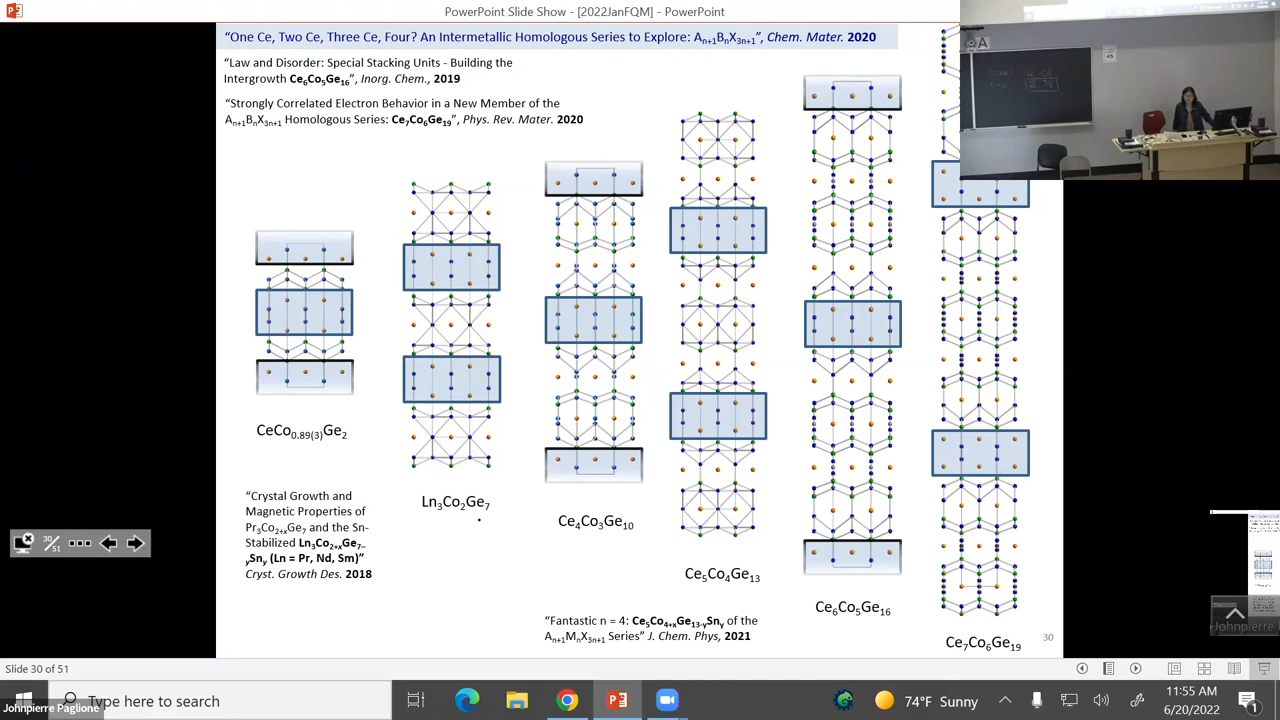 PowerPoint Slide Show - [2022JanFQM] - PowerPoint
“One Ce, Two Ce, Three Ce, Four? An Intermetallic Homologous Series to Explore: Aₙ₊₁BₙX₃ₙ₊₁”, Chem. Mater. 2020
“Law and Disorder: Special Stacking Units - Building the
Intergrowth Ce₆Co₅Ge₁₆”, Inorg. Chem., 2019
“Strongly Correlated Electron Behavior in a New Member of the
Aₙ₊₁BₙX₃ₙ₊₁ Homologous Series: Ce₇Co₆Ge₁₉”, Phys. Rev. Mater. 2020
CeCo₀.₈₉₍₃₎Ge₂
Ln₃Co₂Ge₇
Ce₄Co₃Ge₁₀
Ce₅Co₄Ge₁₃
Ce₆Co₅Ge₁₆
Ce₇Co₆Ge₁₉
“Crystal Growth and
Magnetic Properties of
Pr₃Co₂₊ₓGe₇ and the Sn-
Stabilized Ln₃Co₂₊ₓGe₇₋
ySny (Ln = Pr, Nd, Sm)”
Cryst. Growth Des. 2018
“Fantastic n = 4: Ce₅Co₄₊ₓGe₁₃₋ySny of the
Aₙ₊₁MₙX₃ₙ₊₁ Series” J. Chem. Phys, 2021
30
30/51
A
45
Johnpierre
Slide 30 of 51
Type here to search
Johnpierre Paglione
74°F Sunny
11:55 AM
6/20/2022
1